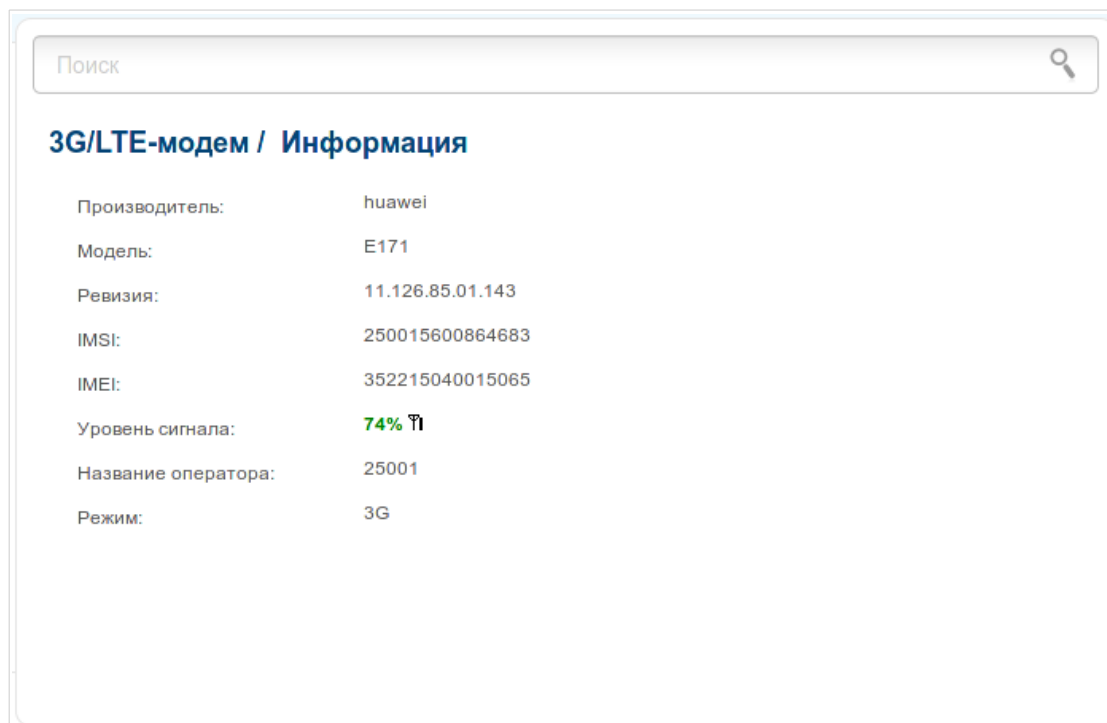 Поиск
3G/LTE-модем / Информация
Производитель: huawei
Модель: E171
Ревизия: 11.126.85.01.143
IMSI: 250015600864683
IMEI: 352215040015065
Уровень сигнала: 74%
Название оператора: 25001
Режим: 3G